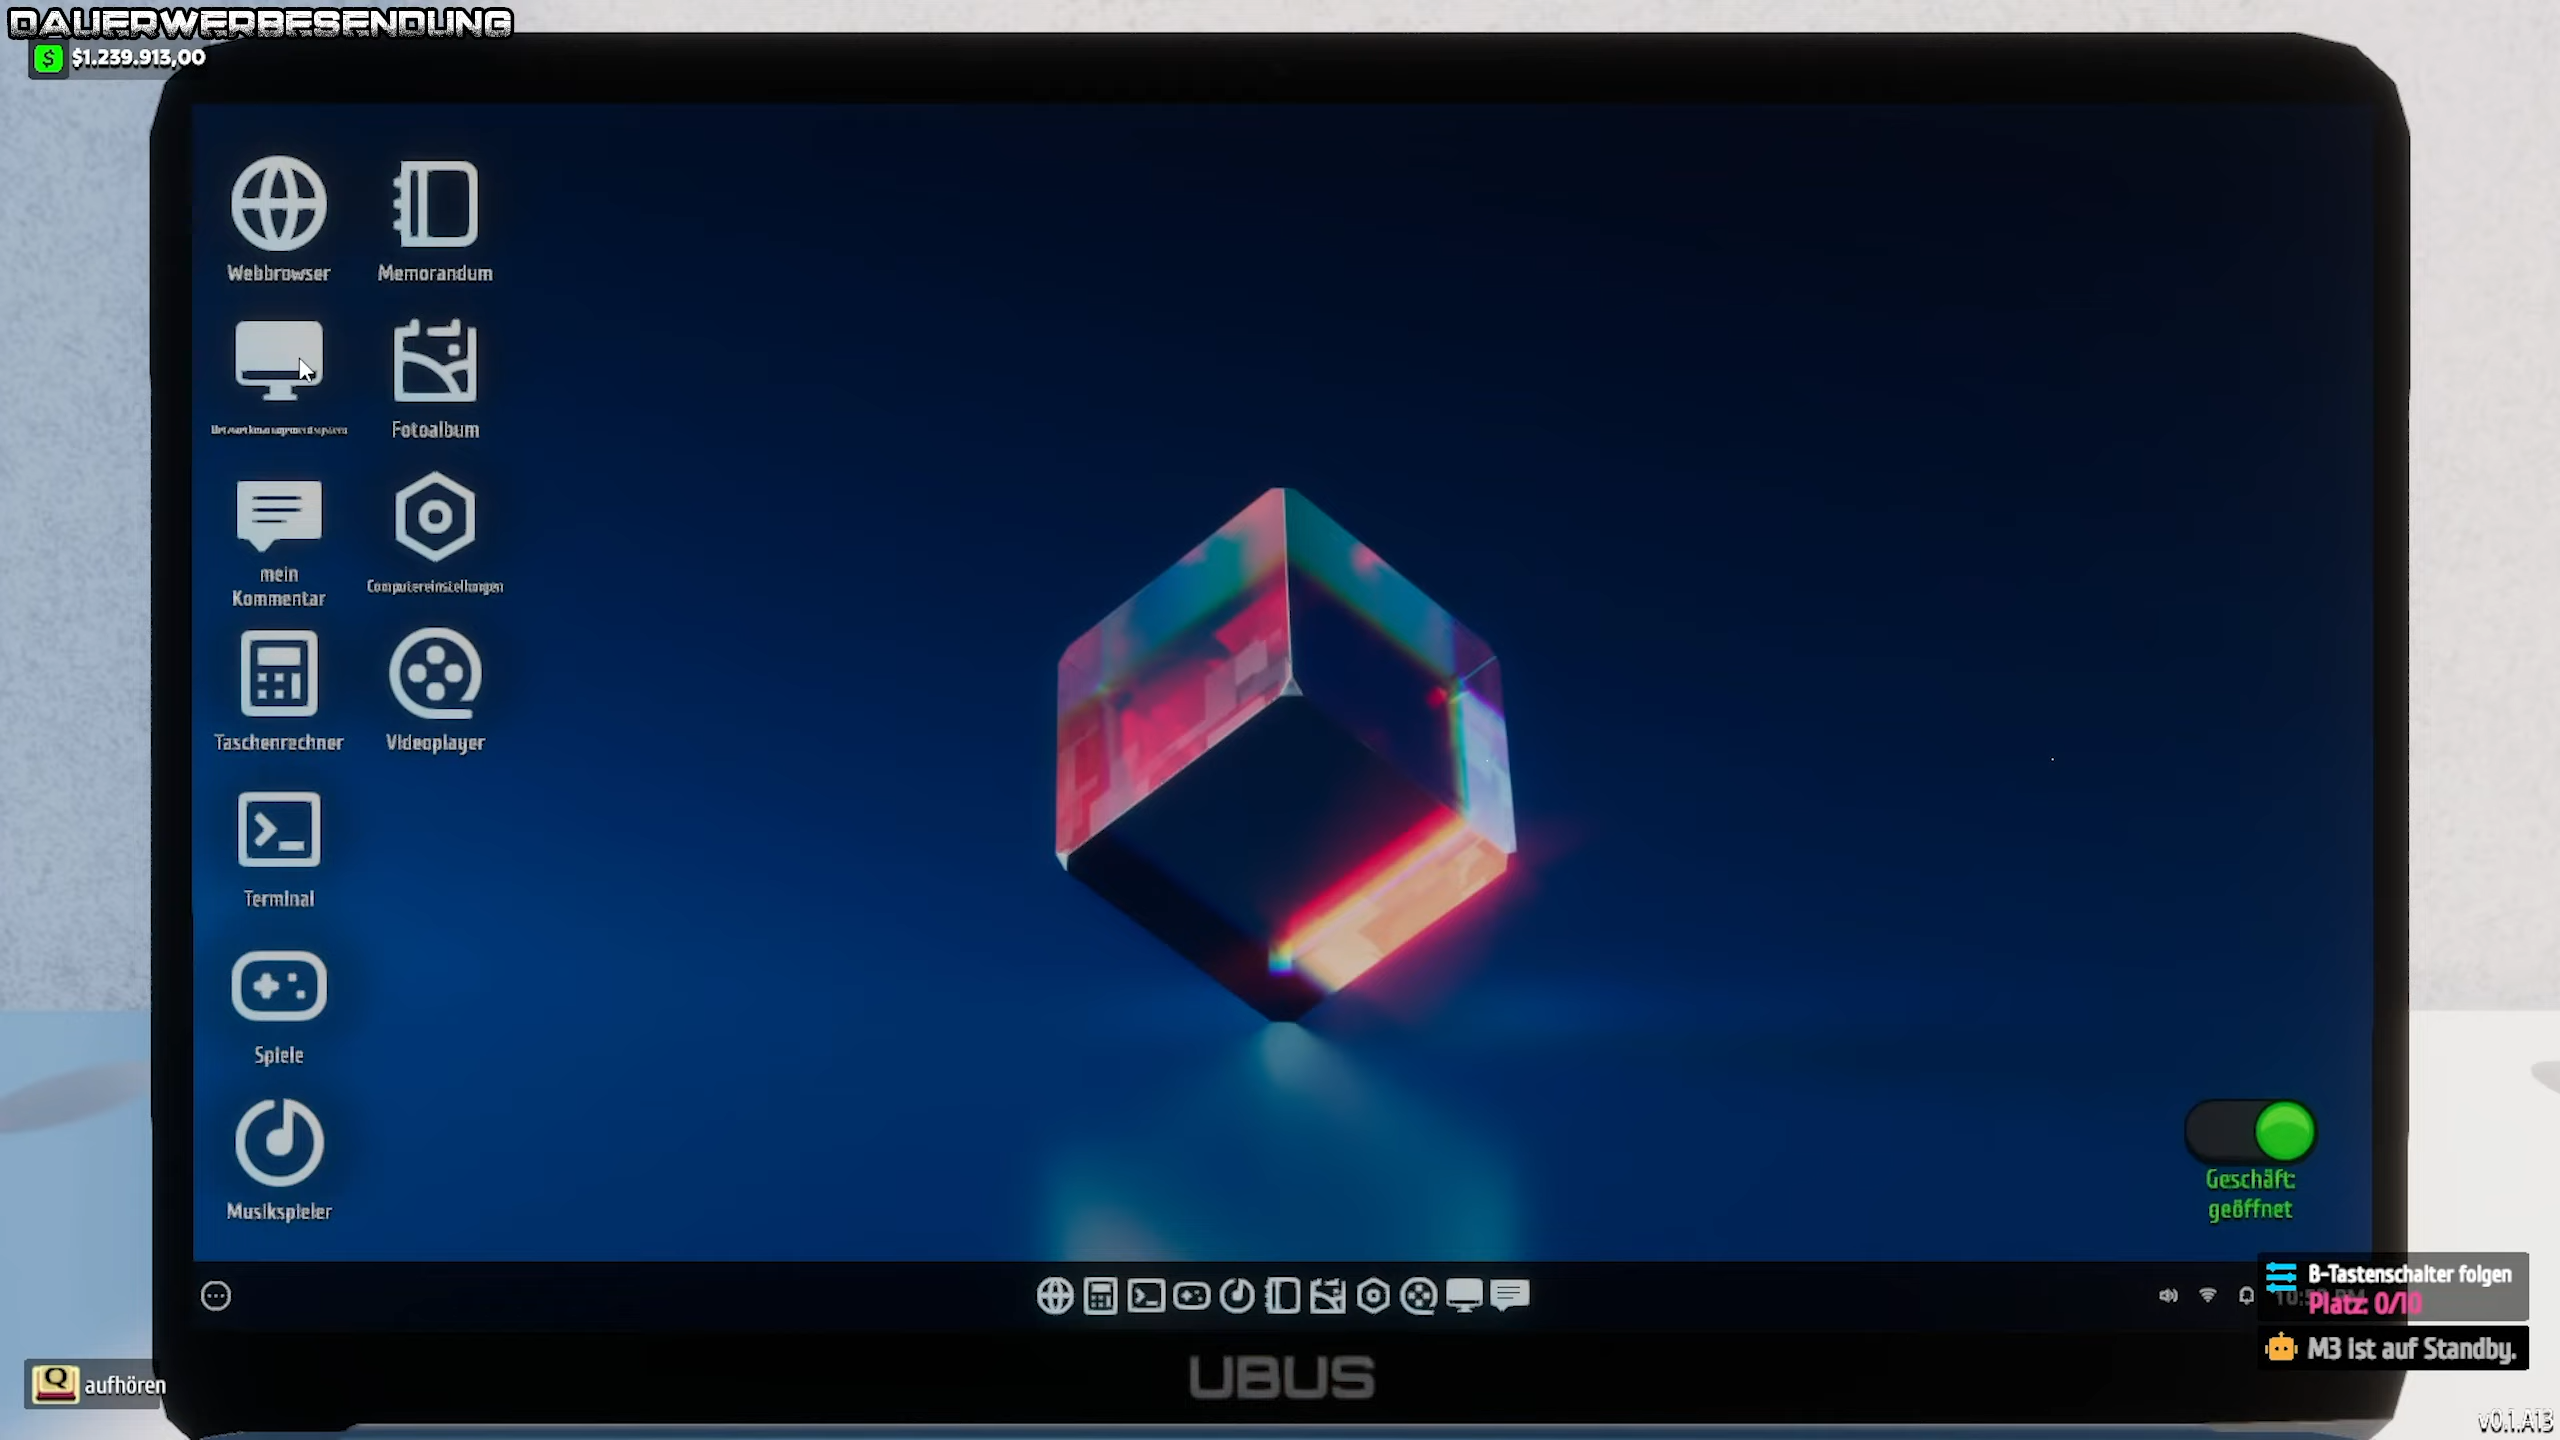 DAUERWERBESENDUNG
$1.239.913,00
Webbrowser
Memorandum
Netzwerkmanagementsystem
Fotoalbum
mein
Kommentar
Computereinstellungen
Taschenrechner
Videoplayer
Terminal
Spiele
Musikspieler
Geschäft:
geöffnet
B-Tastenschalter folgen
Platz: 0/10
M3 ist auf Standby.
UBUS
Q aufhören
v0.1.A13